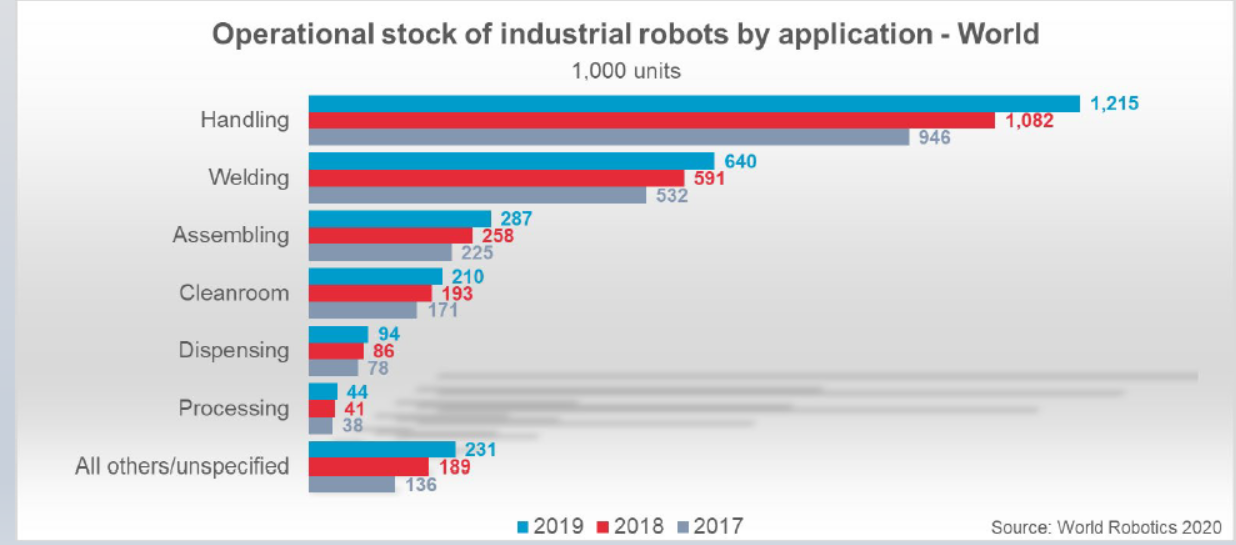 Operational stock of industrial robots by application - World
1,000 units
Handling
1,215
1,082
946
Welding
640
591
532
Assembling
287
258
225
Cleanroom
210
193
171
Dispensing
94
86
78
Processing
44
41
38
All others/unspecified
231
189
136
2019 2018 2017
Source: World Robotics 2020